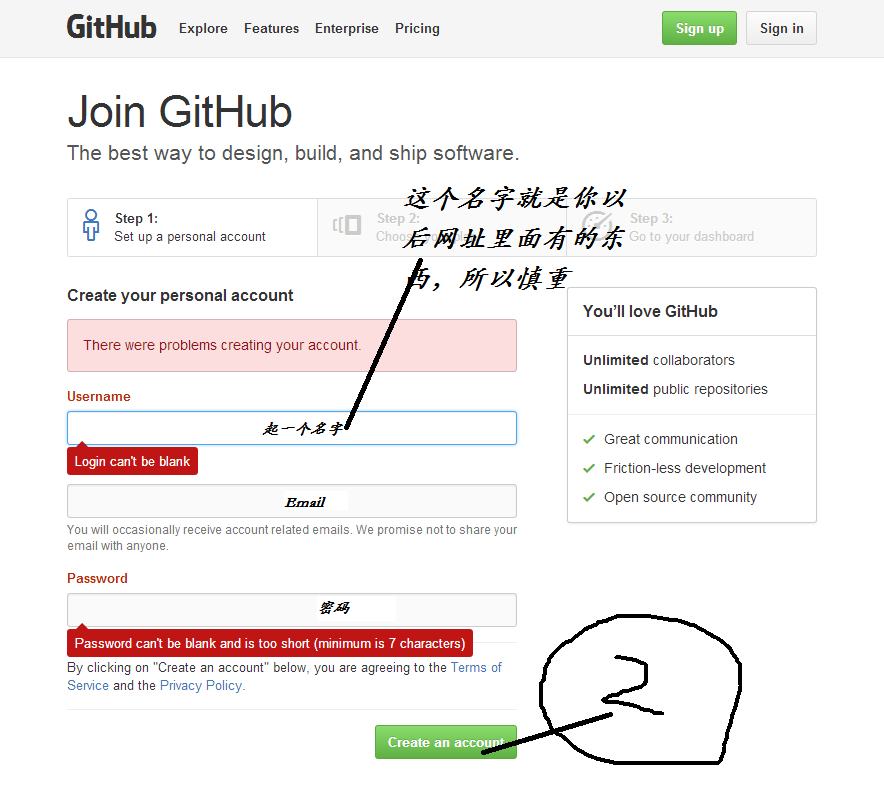 GitHub Explore Features Enterprise Pricing Sign up Sign in
Join GitHub
The best way to design, build, and ship software.
这个名字就是你以
后网址里面有的东
西，所以慎重
Step 1:
Set up a personal account
Step 2:
Step 3:
Go to your dashboard
Create your personal account
There were problems creating your account.
Username
起一个名字
Login can't be blank
Email
You will occasionally receive account related emails. We promise not to share your
email with anyone.
Password
密码
Password can't be blank and is too short (minimum is 7 characters)
By clicking on "Create an account" below, you are agreeing to the Terms of
Service and the Privacy Policy.
Create an account
2
You'll love GitHub
Unlimited collaborators
Unlimited public repositories
Great communication
Friction-less development
Open source community